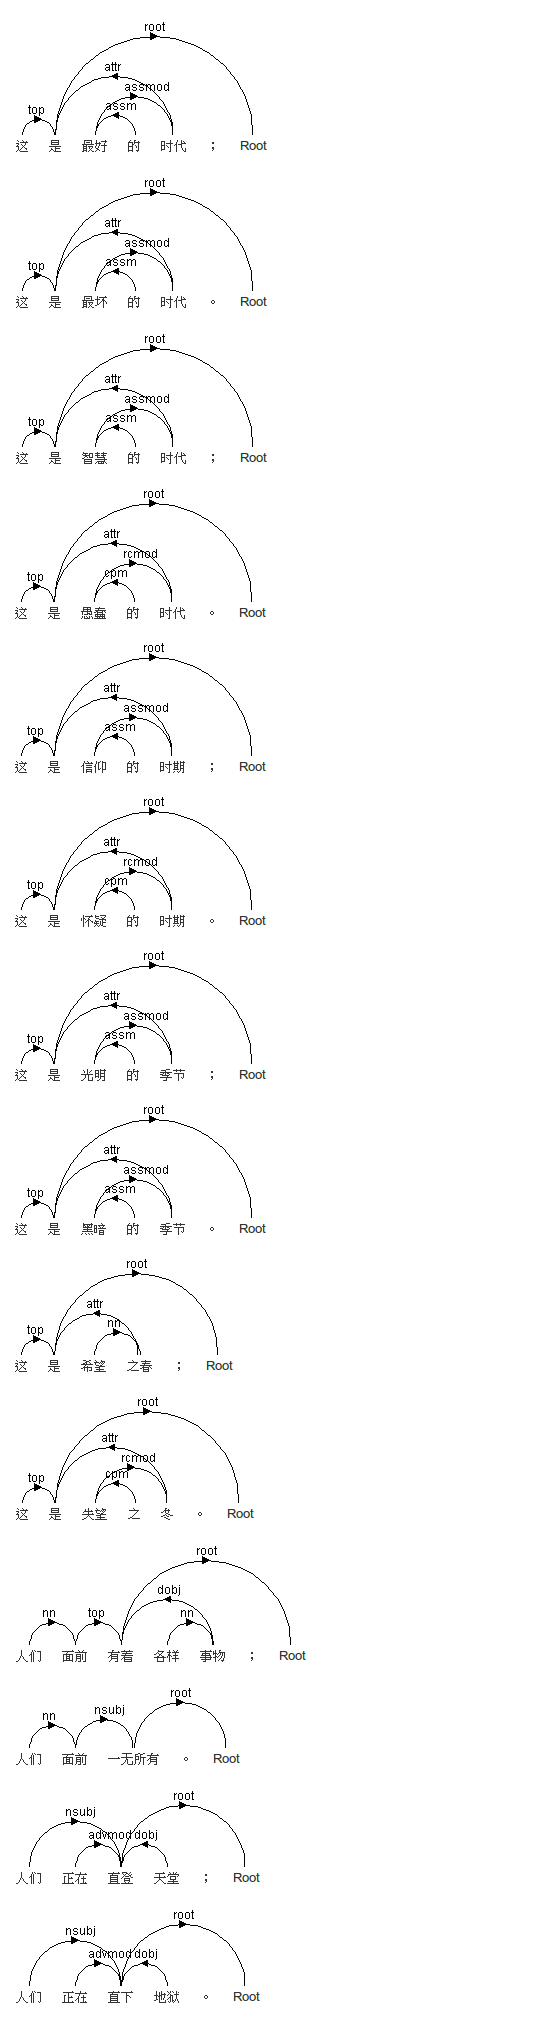 root
attr
assmod
assm
top
这 是 最好 的 时代 ； Root
root
attr
assmod
assm
top
这 是 最坏 的 时代 。 Root
root
attr
assmod
assm
top
这 是 智慧 的 时代 ； Root
root
attr
rcmod
cpm
top
这 是 愚蠢 的 时代 。 Root
root
attr
assmod
assm
top
这 是 信仰 的 时期 ； Root
root
attr
rcmod
cpm
top
这 是 怀疑 的 时期 。 Root
root
attr
assmod
assm
top
这 是 光明 的 季节 ； Root
root
attr
assmod
assm
top
这 是 黑暗 的 季节 。 Root
root
attr
nn
top
这 是 希望 之春 ； Root
root
attr
rcmod
cpm
top
这 是 失望 之 冬 。 Root
root
dobj
nn top nn
人们 面前 有着 各样 事物 ； Root
root
nsubj
nn
人们 面前 一无所有 。 Root
root
nsubj
advmod dobj
人们 正在 直登 天堂 ； Root
root
nsubj
advmod dobj
人们 正在 直下 地狱 。 Root